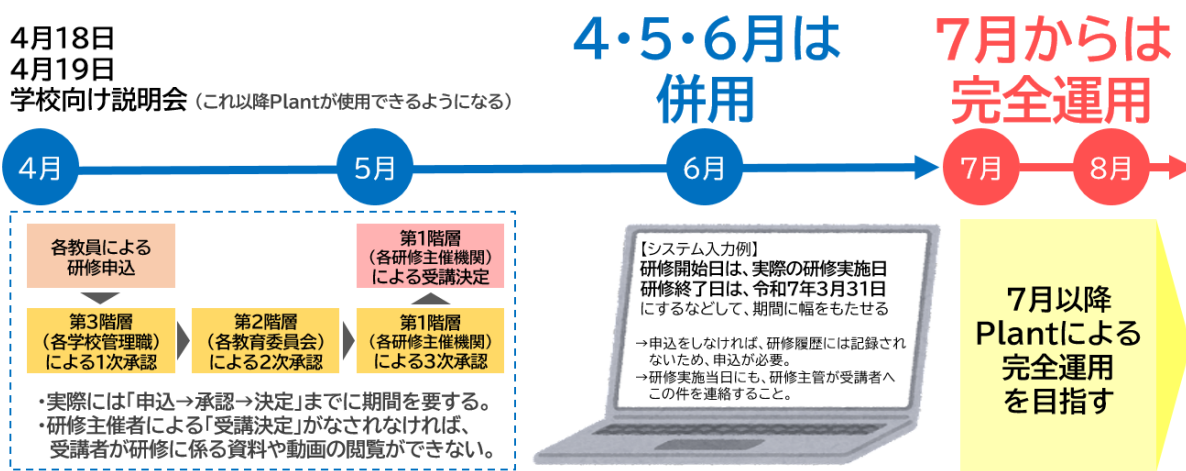 4月18日
4月19日
学校向け説明会（これ以降Plantが使用できるようになる）
4・5・6月は
併用
7月からは
完全運用
4月
5月
6月
7月
8月
各教員による
研修申込
第3階層
（各学校管理職）
による1次承認
第2階層
（各教育委員会）
による2次承認
第1階層
（各研修主催機関）
による3次承認
第1階層
（各研修主催機関）
による受講決定
・実際には「申込→承認→決定」までに期間を要する。
・研修主催者による「受講決定」がなされなければ、
受講者が研修に係る資料や動画の閲覧ができない。
【システム入力例】
研修開始日は、実際の研修実施日
研修終了日は、令和7年3月31日
にするなどして、期間に幅をもたせる
→申込をしなければ、研修履歴には記録され
ないため、申込が必要。
→研修実施当日にも、研修主管が受講者へ
この件を連絡すること。
7月以降
Plantによる
完全運用
を目指す